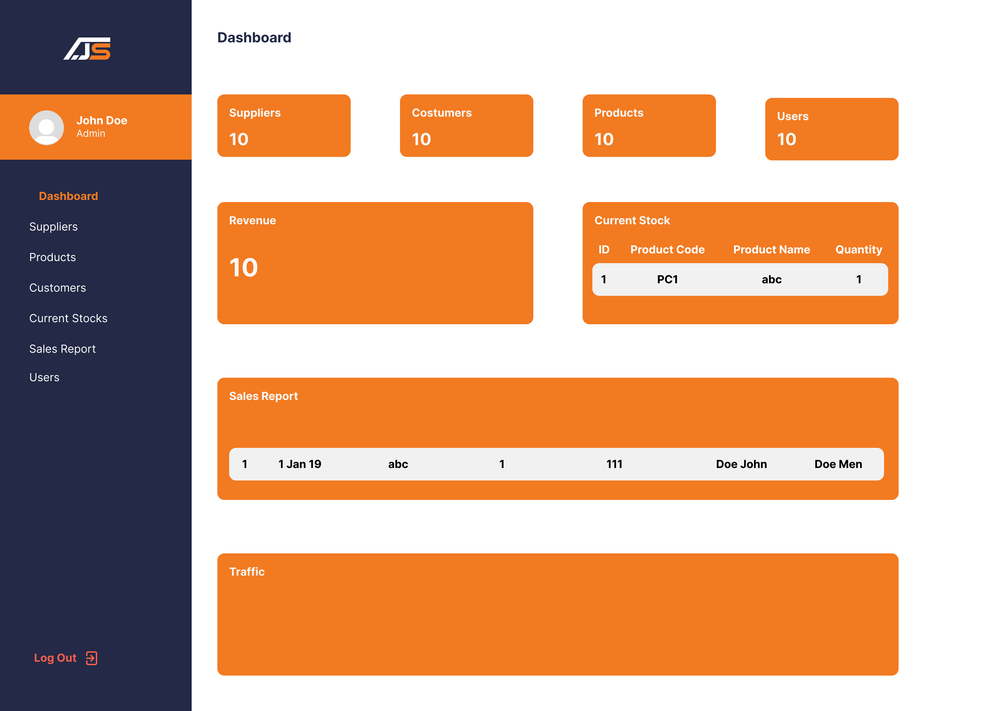 AJS
John Doe
Admin
Dashboard
Suppliers
Products
Customers
Current Stocks
Sales Report
Users
Log Out
Dashboard
Suppliers
10
Costumers
10
Products
10
Users
10
Revenue
10
Current Stock
ID Product Code Product Name Quantity
1 PC1 abc 1
Sales Report
1 1 Jan 19 abc 1 111 Doe John Doe Men
Traffic